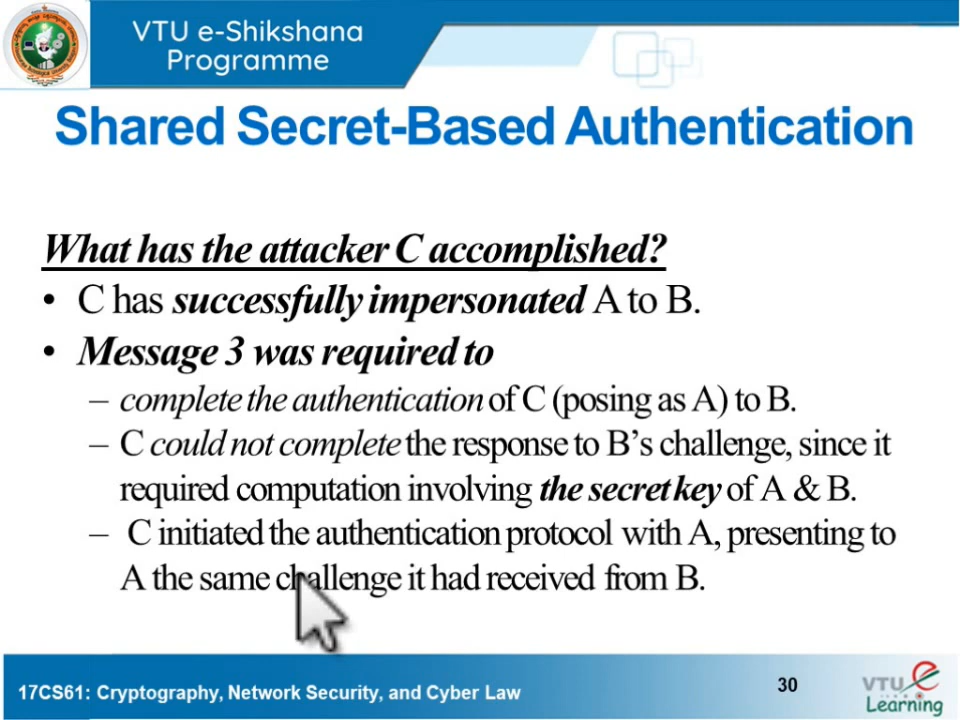 VTU e-Shikshana
Programme
Shared Secret-Based Authentication
What has the attacker C accomplished?
• C has successfully impersonated A to B.
• Message 3 was required to
– complete the authentication of C (posing as A) to B.
– C could not complete the response to B's challenge, since it
required computation involving the secret key of A & B.
– C initiated the authentication protocol with A, presenting to
A the same challenge it had received from B.
17CS61: Cryptography, Network Security, and Cyber Law
30
VTU e
Learning